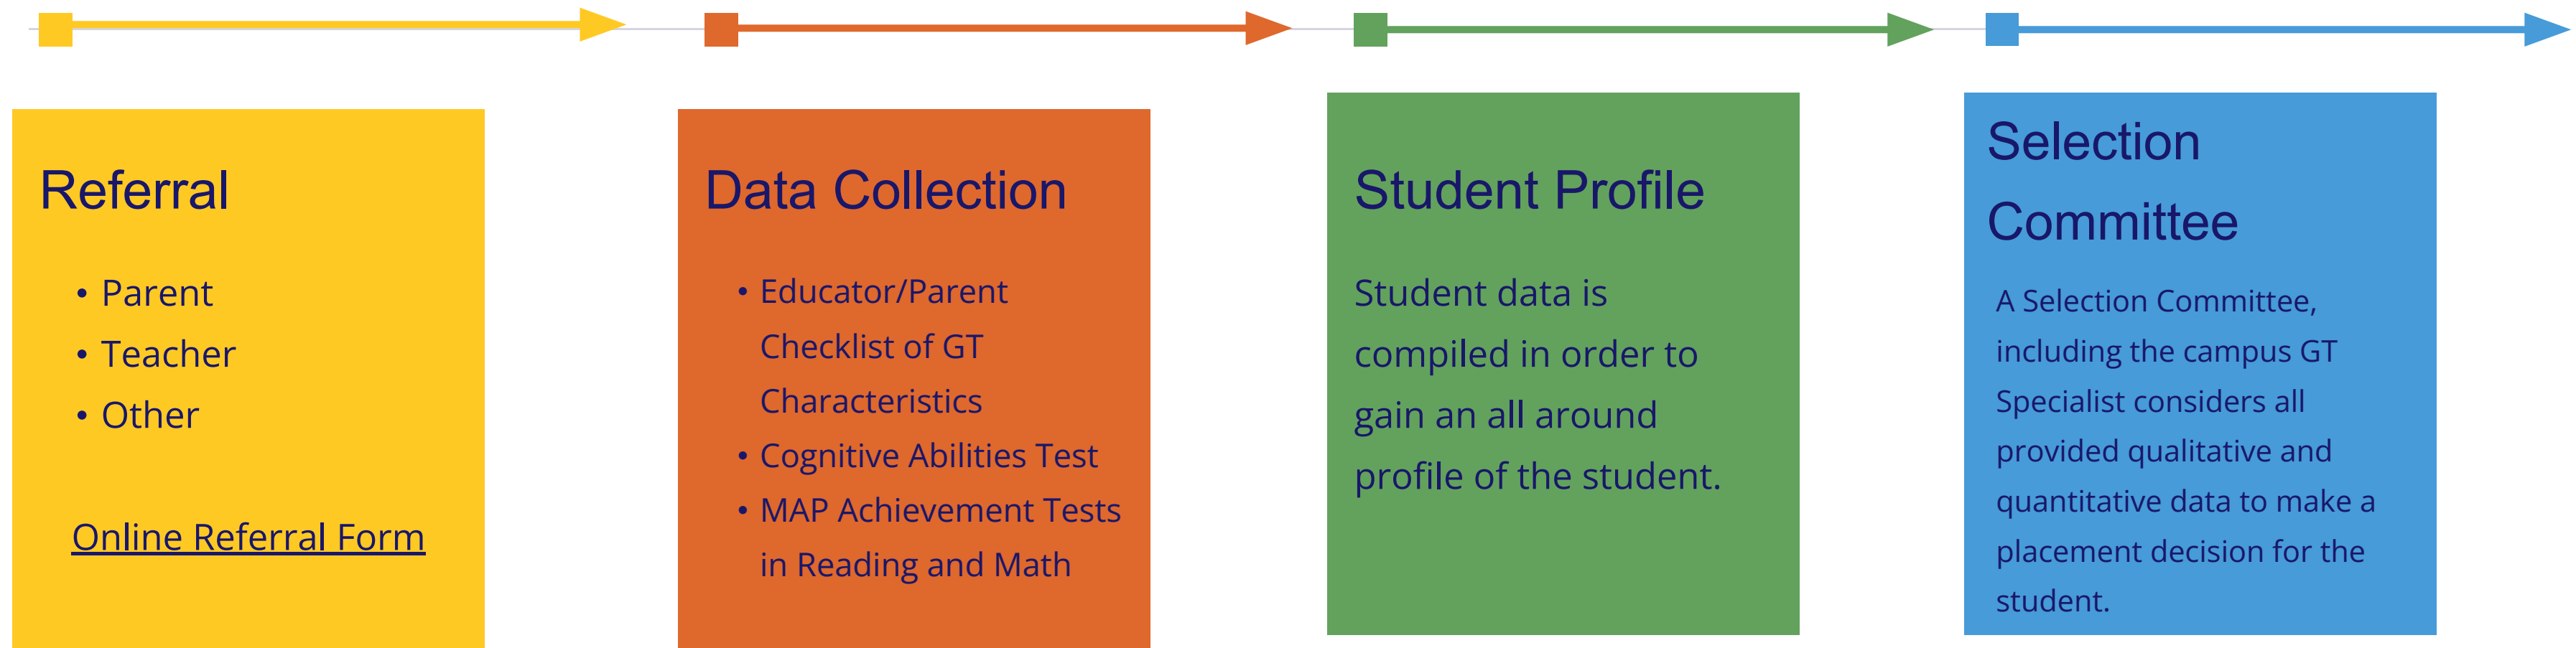 Referral
• Parent
• Teacher
• Other
Online Referral Form
Data Collection
• Educator/Parent
Checklist of GT
Characteristics
• Cognitive Abilities Test
• MAP Achievement Tests
in Reading and Math
Student Profile
Student data is
compiled in order to
gain an all around
profile of the student.
Selection
Committee
A Selection Committee,
including the campus GT
Specialist considers all
provided qualitative and
quantitative data to make a
placement decision for the
student.